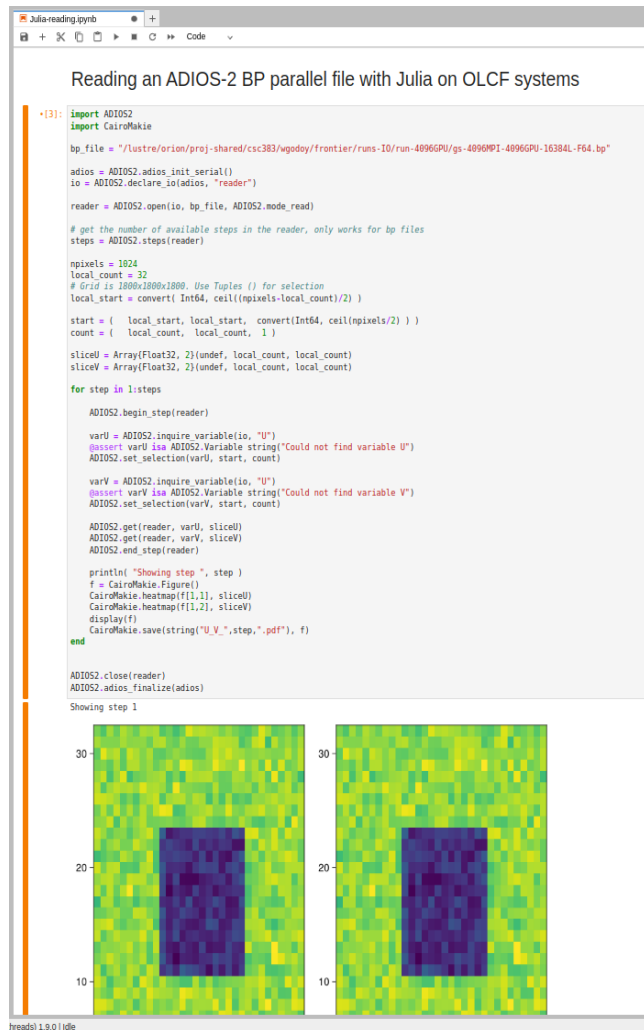 Julia-reading.ipynb
Code
Reading an ADIOS-2 BP parallel file with Julia on OLCF systems
•[3]:
import ADIOS2
import CairoMakie
bp_file = "/lustre/orion/proj-shared/csc383/wgodoy/frontier/runs-IO/run-4096GPU/gs-4096MPI-4096GPU-16384L-F64.bp"
adios = ADIOS2.adios_init_serial()
io = ADIOS2.declare_io(adios, "reader")
reader = ADIOS2.open(io, bp_file, ADIOS2.mode_read)
# get the number of available steps in the reader, only works for bp files
steps = ADIOS2.steps(reader)
npixels = 1024
local_count = 32
# Grid is 1800x1800x1800. Use Tuples () for selection
local_start = convert( Int64, ceil((npixels-local_count)/2) )
start = (   local_start, local_start,  convert(Int64, ceil(npixels/2) ) )
count = (   local_count,  local_count,  1 )
sliceU = Array{Float32, 2}(undef, local_count, local_count)
sliceV = Array{Float32, 2}(undef, local_count, local_count)
for step in 1:steps
    ADIOS2.begin_step(reader)
    varU = ADIOS2.inquire_variable(io, "U")
    @assert varU isa ADIOS2.Variable string("Could not find variable U")
    ADIOS2.set_selection(varU, start, count)
    varV = ADIOS2.inquire_variable(io, "U")
    @assert varV isa ADIOS2.Variable string("Could not find variable V")
    ADIOS2.set_selection(varV, start, count)
    ADIOS2.get(reader, varU, sliceU)
    ADIOS2.get(reader, varV, sliceV)
    ADIOS2.end_step(reader)
    println( "Showing step ", step )
    f = CairoMakie.Figure()
    CairoMakie.heatmap(f[1,1], sliceU)
    CairoMakie.heatmap(f[1,2], sliceV)
    display(f)
    CairoMakie.save(string("U_V_",step,".pdf"), f)
end
ADIOS2.close(reader)
ADIOS2.adios_finalize(adios)
Showing step 1
30
30
20
20
10
10
hreads) 1.9.0 | Idle